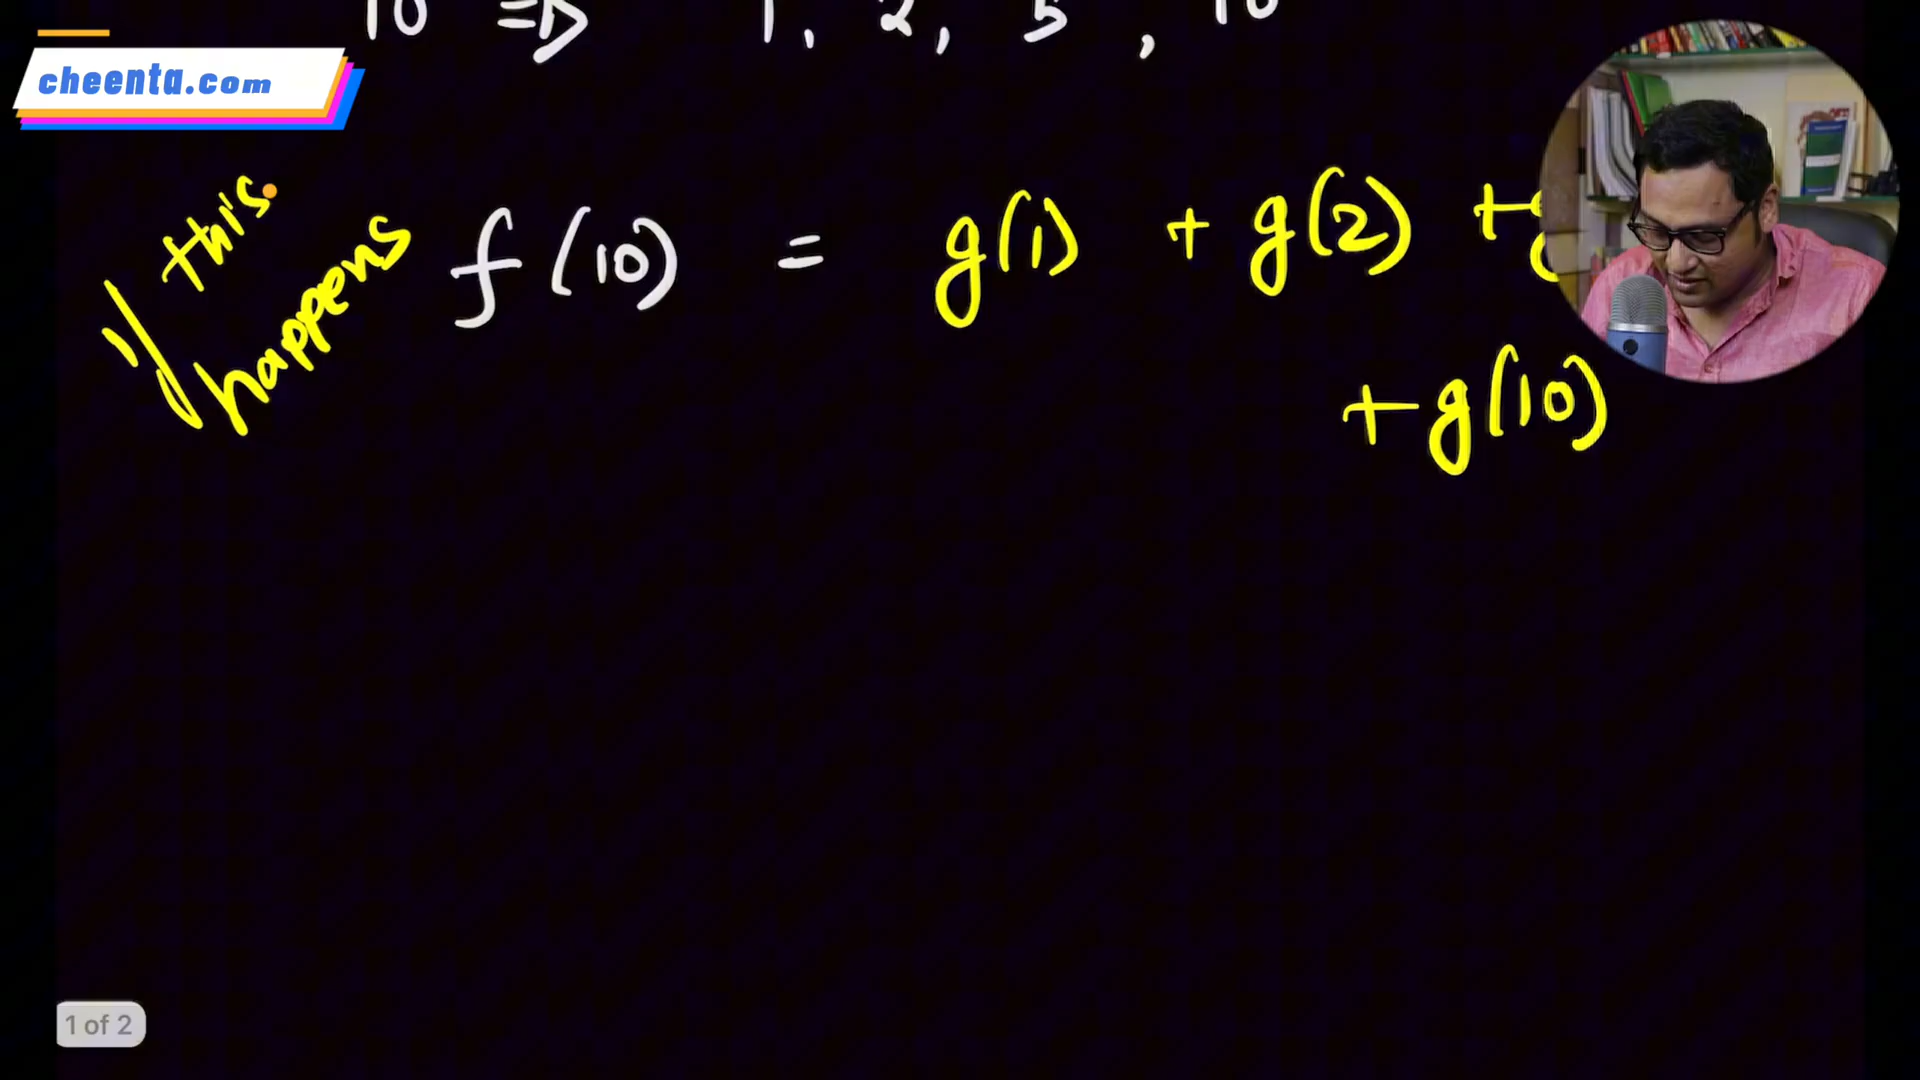 cheenta.com
10 ⇒ 1, 2, 5, 10
if this happens
f(10) = g(1) + g(2) +
+ g(10)
1 of 2